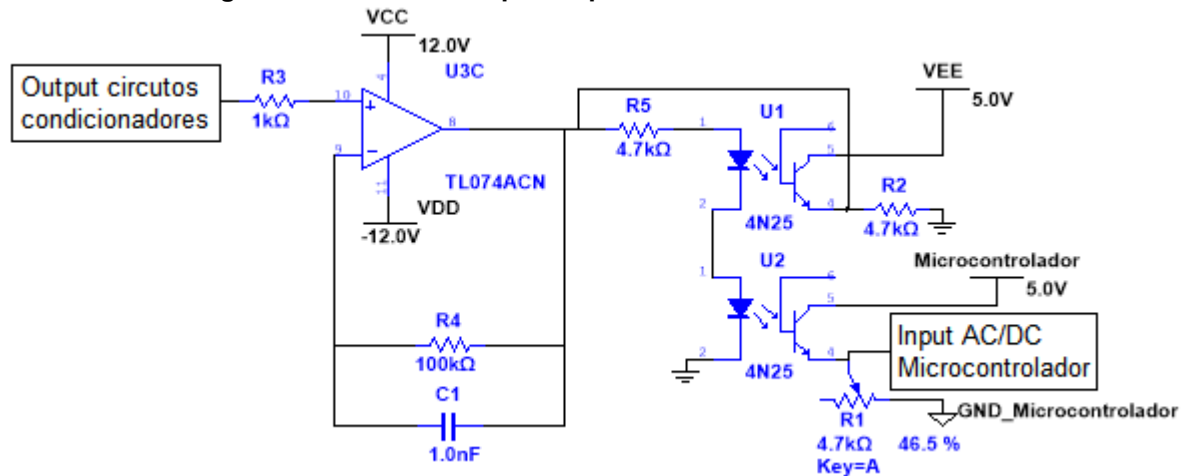 VCC
12.0V
U3C
Output circutos
condicionadores
R3
1kΩ
10
9
4
8
11
TL074ACN
VDD
-12.0V
R4
100kΩ
C1
1.0nF
R5
4.7kΩ
1
2
U1
4N25
6
5
4
VEE
5.0V
R2
4.7kΩ
U2
1
2
4N25
6
5
4
Microcontrolador
5.0V
Input AC/DC
Microcontrolador
R1
4.7kΩ
Key=A
46.5 %
GND_Microcontrolador